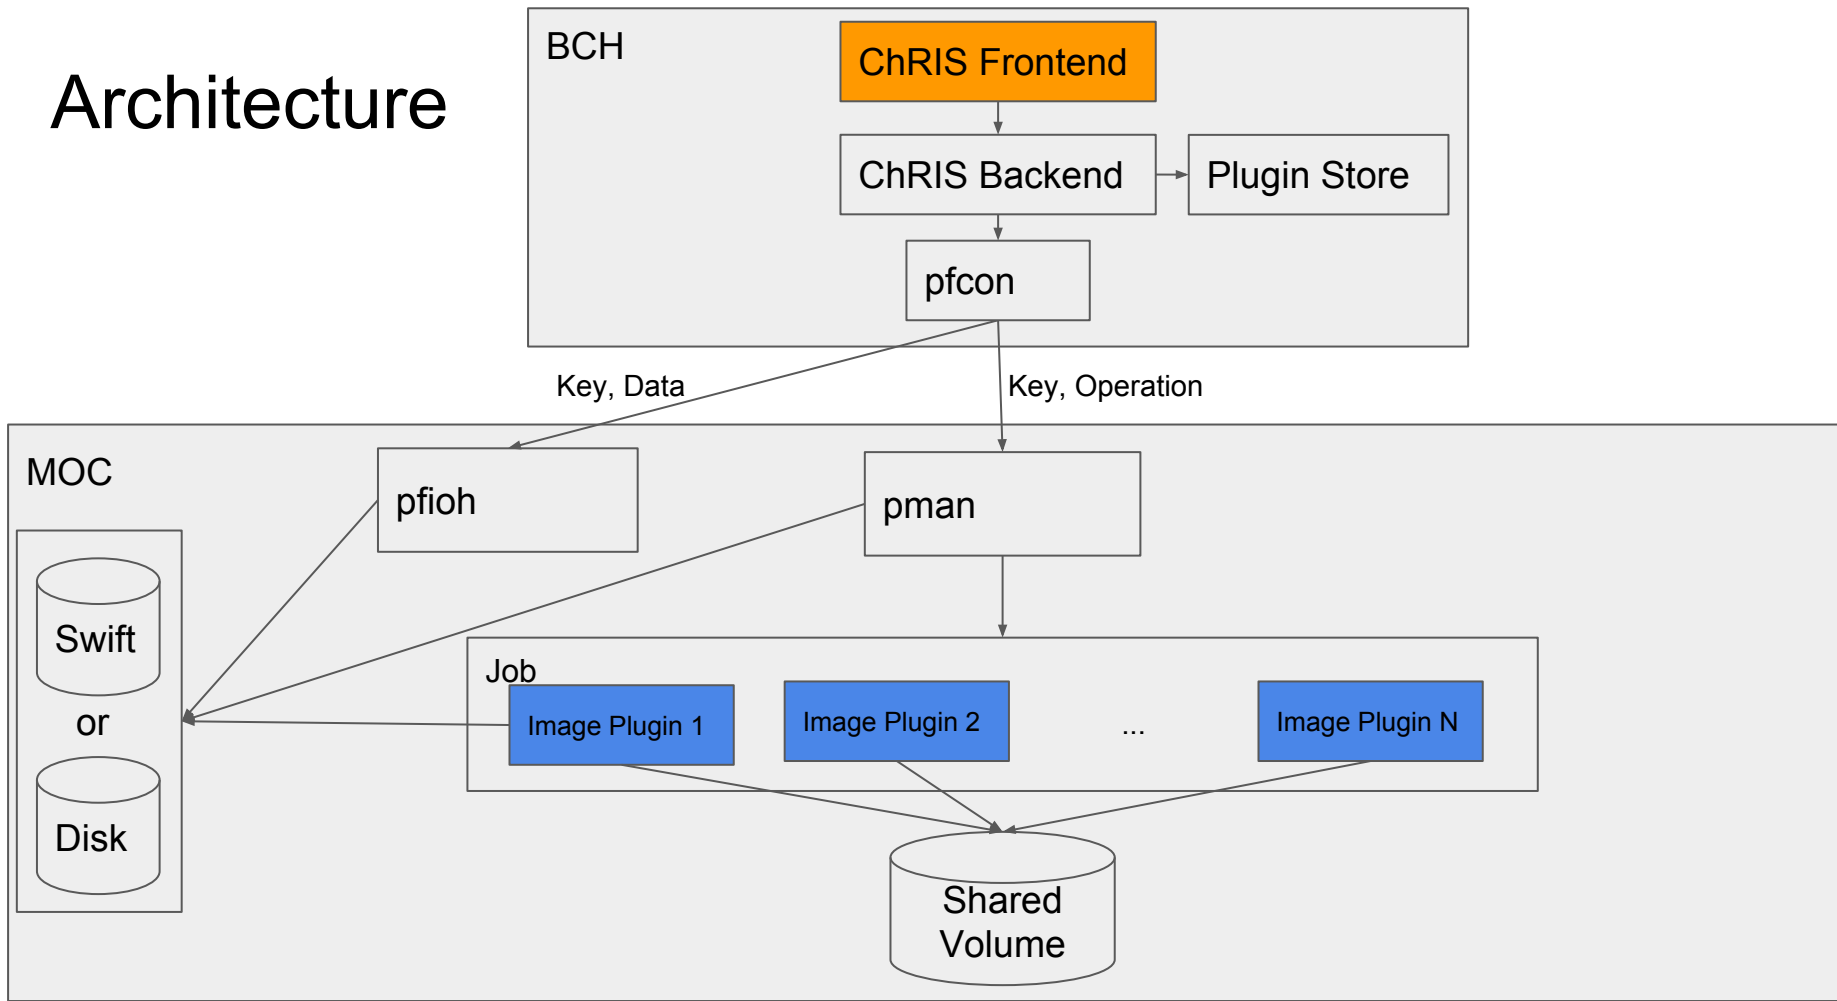 Architecture
BCH
ChRIS Frontend
ChRIS Backend
Plugin Store
pfcon
Key, Data
Key, Operation
MOC
pfioh
pman
Swift
or
Disk
Job
Image Plugin 1
Image Plugin 2
...
Image Plugin N
Shared
Volume